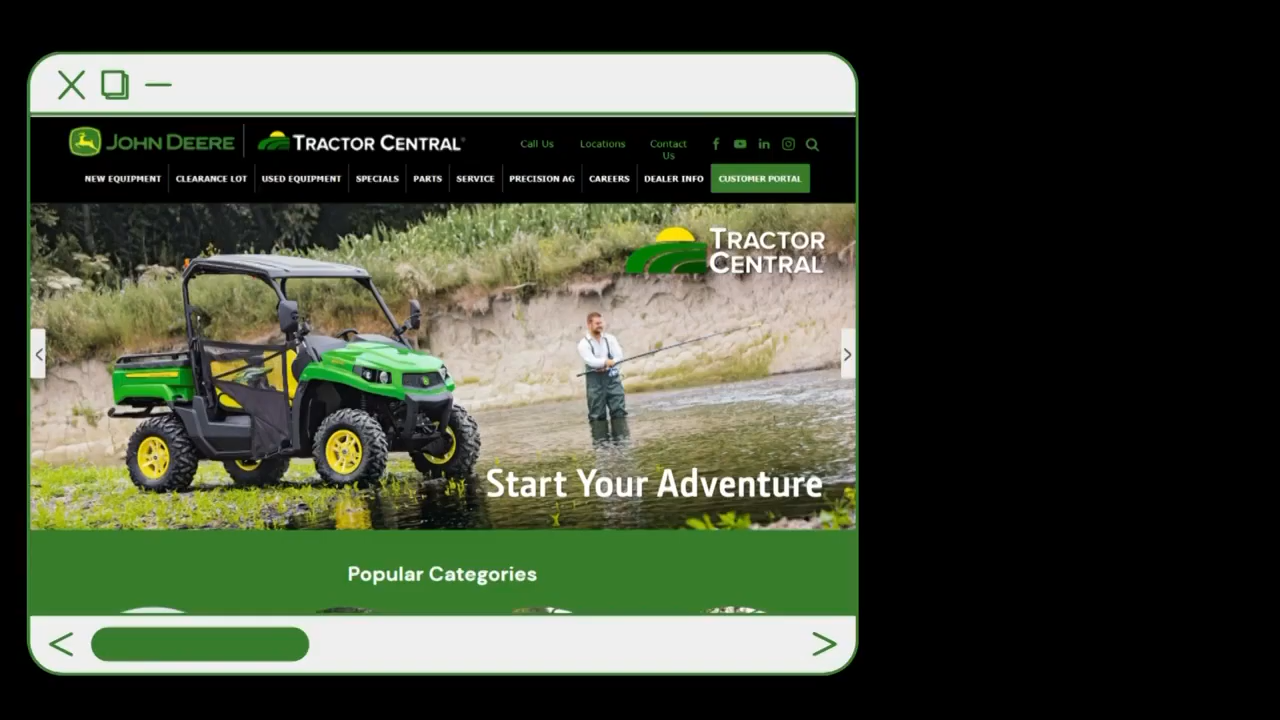 JOHN DEERE
TRACTOR CENTRAL
Call Us
Locations
Contact
Us
NEW EQUIPMENT
CLEARANCE LOT
USED EQUIPMENT
SPECIALS
PARTS
SERVICE
PRECISION AG
CAREERS
DEALER INFO
CUSTOMER PORTAL
TRACTOR
CENTRAL
Start Your Adventure
Popular Categories